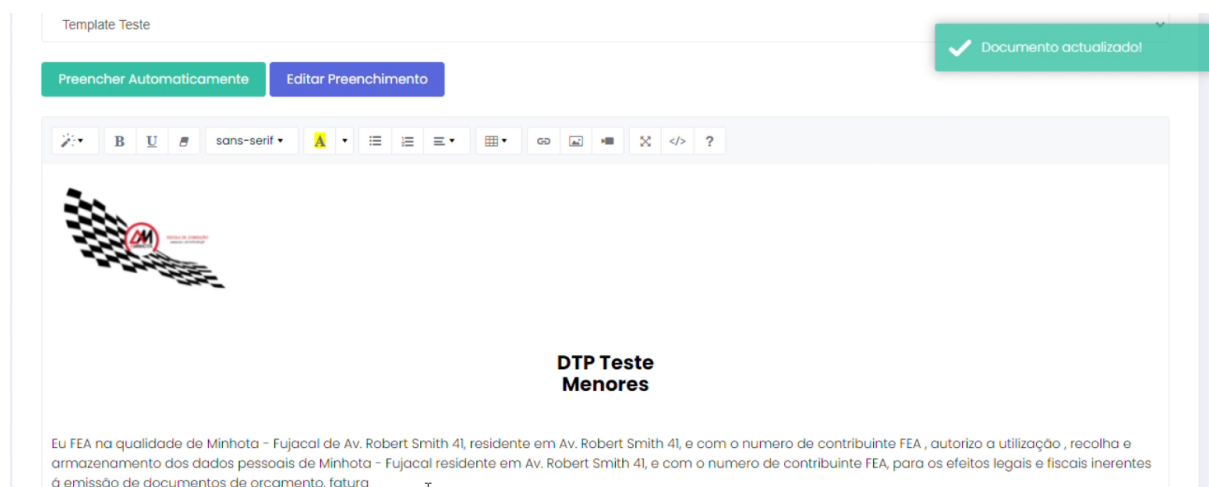 Template Teste
Documento actualizado!
Preencher Automaticamente Editar Preenchimento
B U sans-serif A </> ?
AM
DTP Teste
Menores
Eu FEA na qualidade de Minhota - Fujacal de Av. Robert Smith 41, residente em Av. Robert Smith 41, e com o numero de contribuinte FEA , autorizo a utilização , recolha e
armazenamento dos dados pessoais de Minhota - Fujacal residente em Av. Robert Smith 41, e com o numero de contribuinte FEA, para os efeitos legais e fiscais inerentes
á emissão de documentos de orçamento, fatura